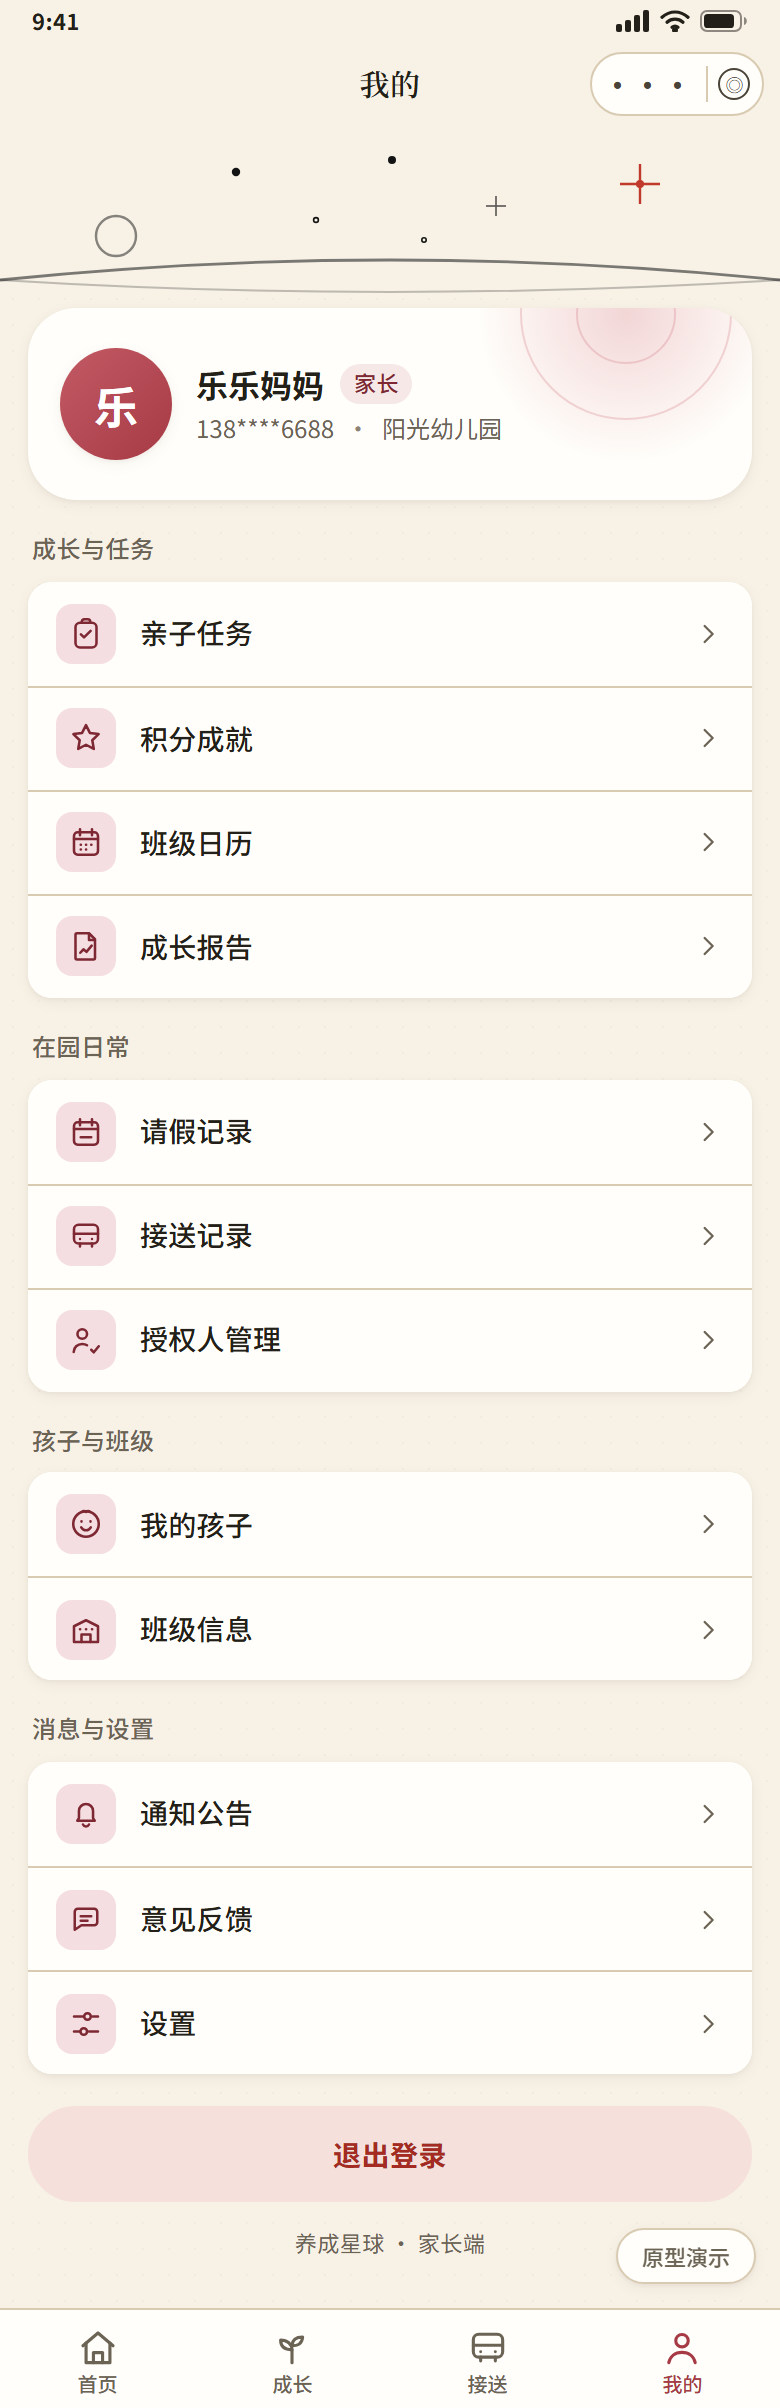 9:41
我的
乐
乐乐妈妈 家长
138****6688 • 阳光幼儿园
成长与任务
亲子任务
积分成就
班级日历
成长报告
在园日常
请假记录
接送记录
授权人管理
孩子与班级
我的孩子
班级信息
消息与设置
通知公告
意见反馈
设置
退出登录
养成星球 • 家长端
原型演示
首页 成长 接送 我的